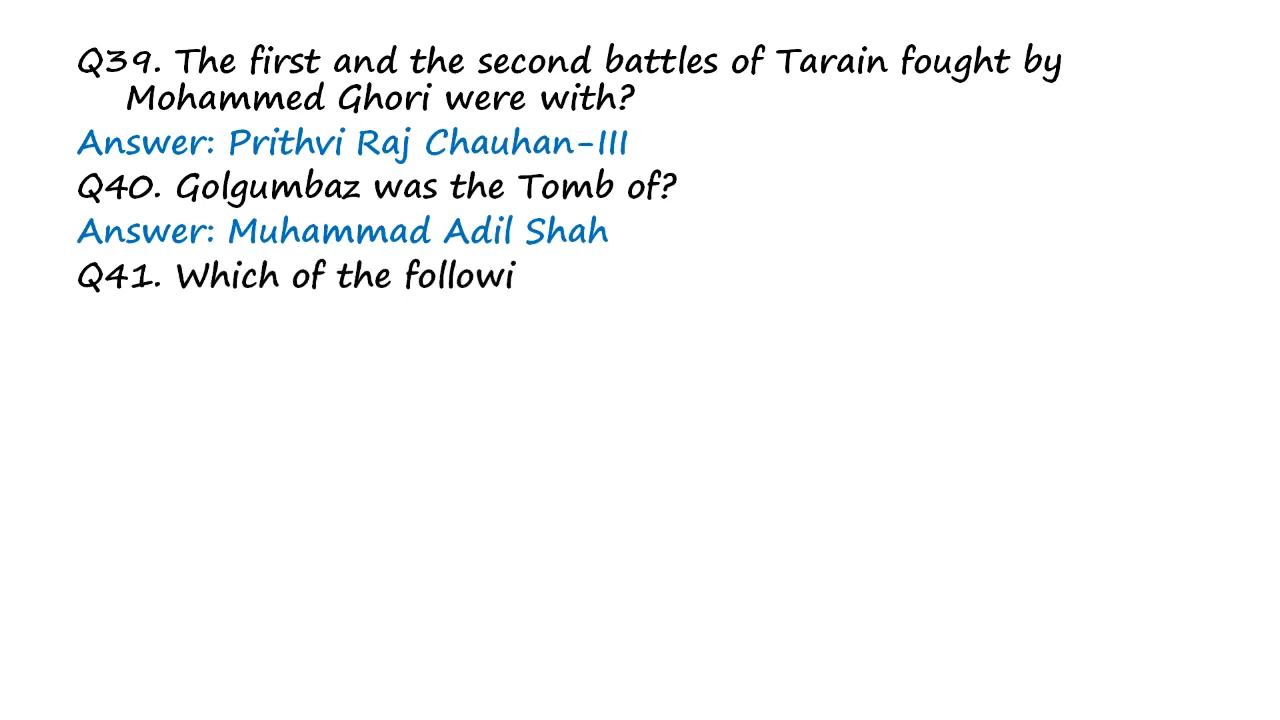 Q39. The first and the second battles of Tarain fought by
Mohammed Ghori were with?
Answer: Prithvi Raj Chauhan-III
Q40. Golgumbaz was the Tomb of?
Answer: Muhammad Adil Shah
Q41. Which of the followi